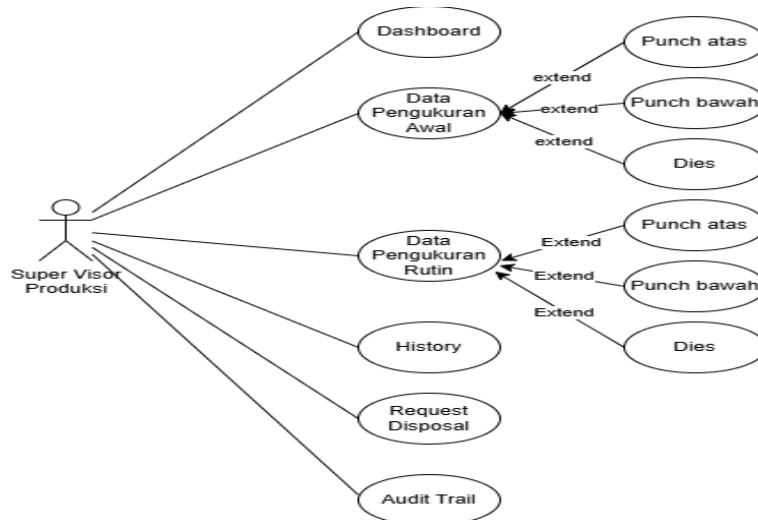 Dashboard
Punch atas
extend
Data
Pengukuran
Awal
extend
Punch bawah
extend
Dies
Super Visor
Produksi
Data
Pengukuran
Rutin
Extend
Punch atas
Extend
Punch bawah
Extend
Dies
History
Request
Disposal
Audit Trail